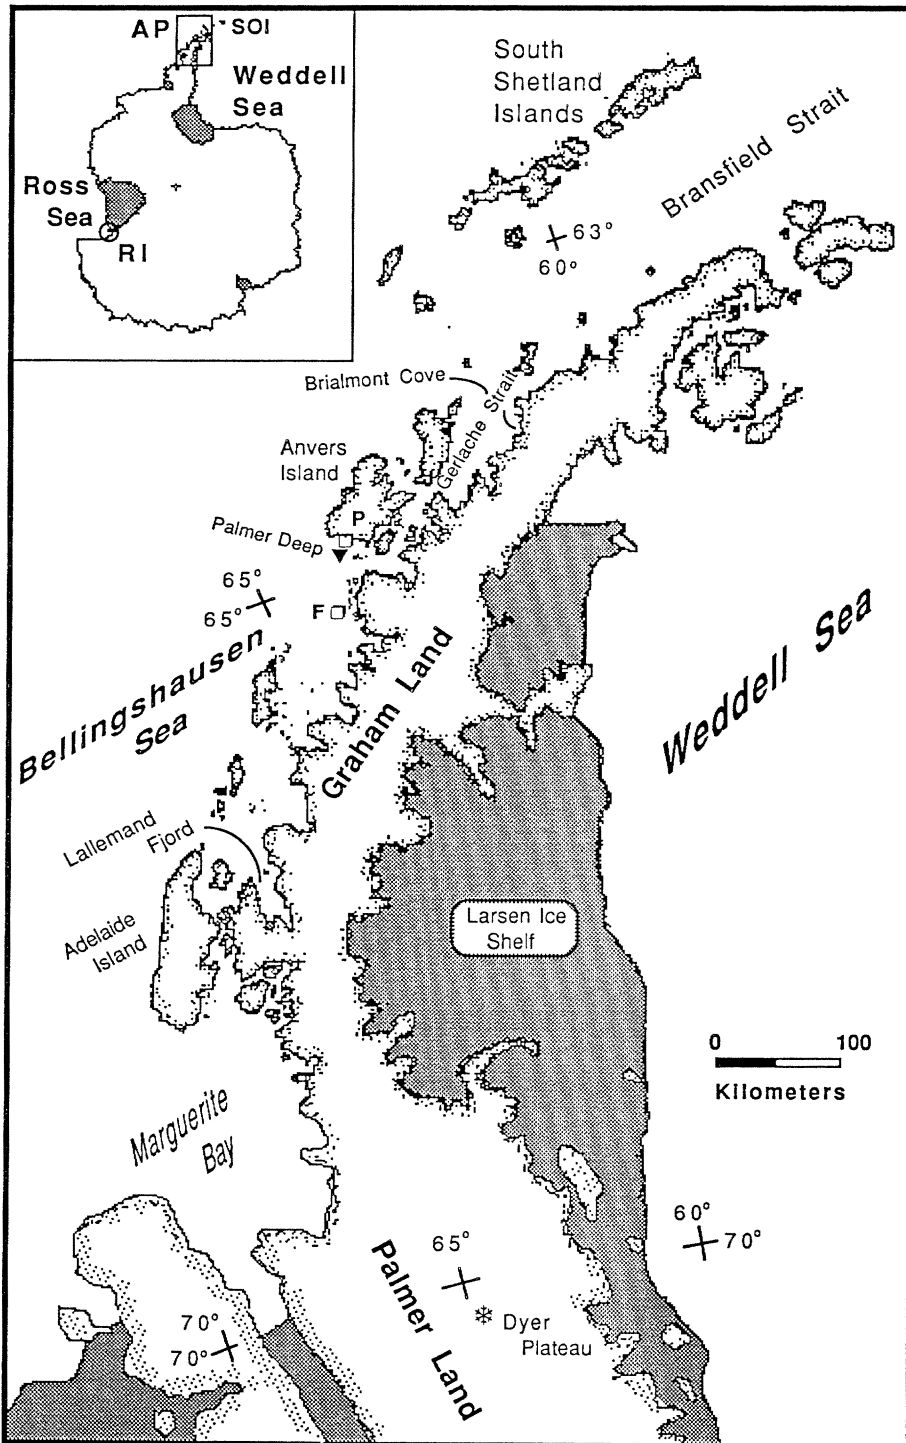 AP
SOI
Weddell
Sea
Ross
Sea
RI
South
Shetland
Islands
Bransfield Strait
63°
60°
Brialmont Cove
Gerlache Strait
Anvers
Island
P
Palmer Deep
65°
65°
F
Bellingshausen
Sea
Graham Land
Weddell Sea
Lallemand
Fjord
Adelaide
Island
Larsen Ice
Shelf
0 100
Kilometers
Marguerite
Bay
60°
70°
65°
Palmer Land
Dyer
Plateau
70°
70°